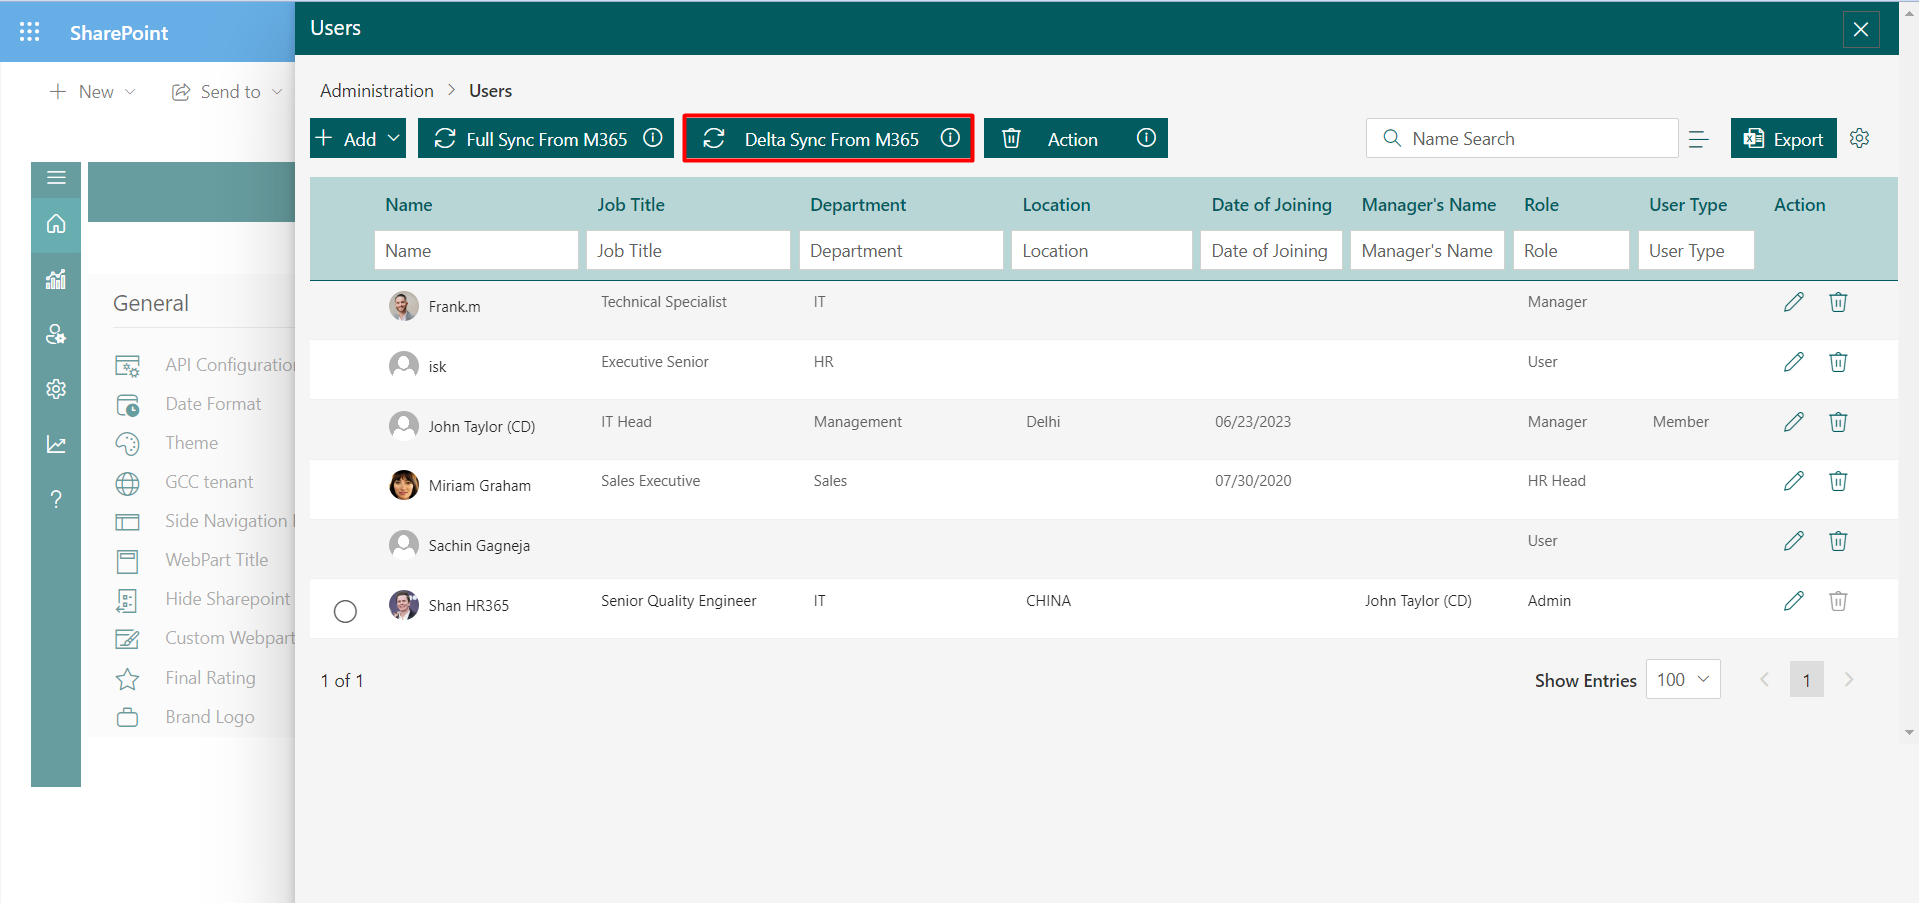 SharePoint
Users
New
Send to
Administration > Users
Add
Full Sync From M365
Delta Sync From M365
Action
Name Search
Export
Name Job Title Department Location Date of Joining Manager's Name Role User Type Action
Name Job Title Department Location Date of Joining Manager's Name Role User Type
Frank.m Technical Specialist IT Manager
isk Executive Senior HR User
John Taylor (CD) IT Head Management Delhi 06/23/2023 Manager Member
Miriam Graham Sales Executive Sales 07/30/2020 HR Head
Sachin Gagneja User
Shan HR365 Senior Quality Engineer IT CHINA John Taylor (CD) Admin
1 of 1
Show Entries 100
1
General
API Configuration
Date Format
Theme
GCC tenant
Side Navigation
WebPart Title
Hide Sharepoint
Custom Webpart
Final Rating
Brand Logo